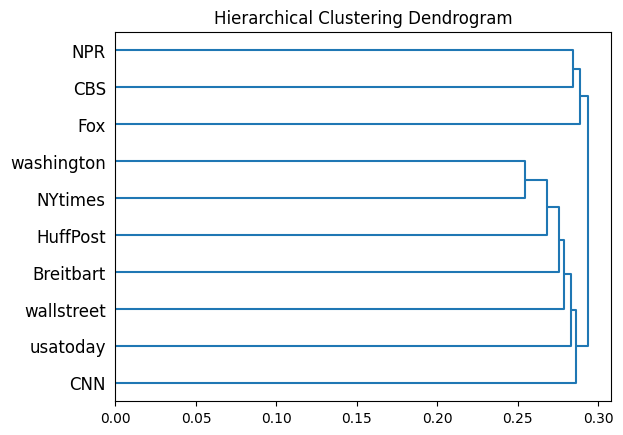 Hierarchical Clustering Dendrogram
NPR
CBS
Fox
washington
NYtimes
HuffPost
Breitbart
wallstreet
usatoday
CNN
0.00 0.05 0.10 0.15 0.20 0.25 0.30